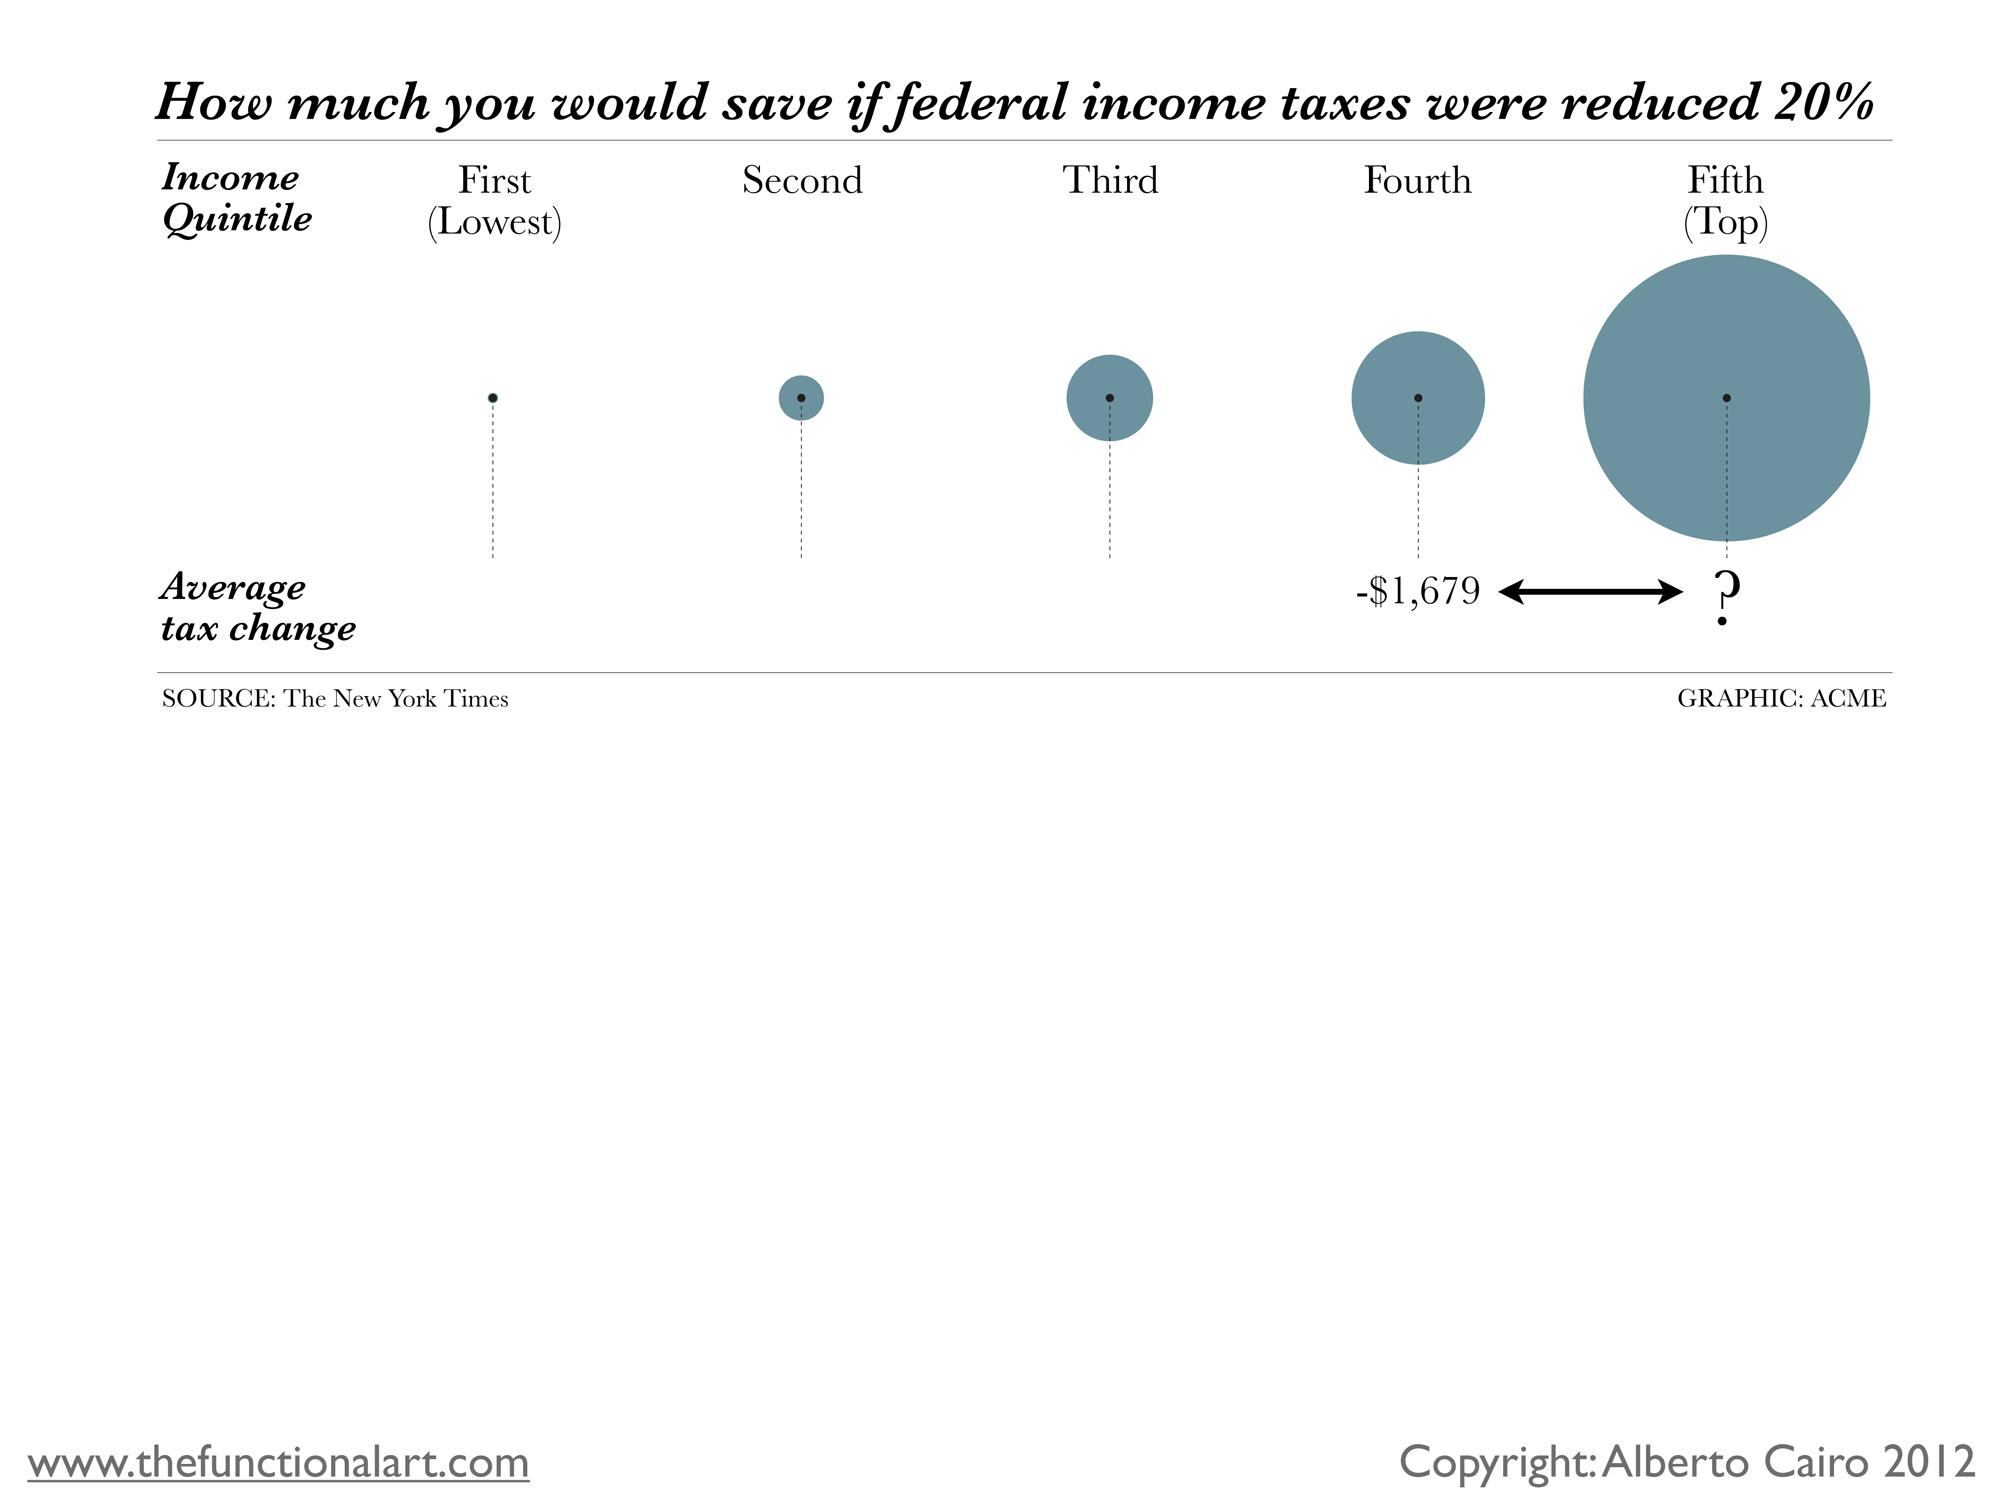 How much you would save if federal income taxes were reduced 20%
Income
Quintile
First
(Lowest)
Second
Third
Fourth
Fifth
(Top)
Average
tax change
-$1,679
?
SOURCE: The New York Times
GRAPHIC: ACME
www.thefunctionalart.com
Copyright: Alberto Cairo 2012